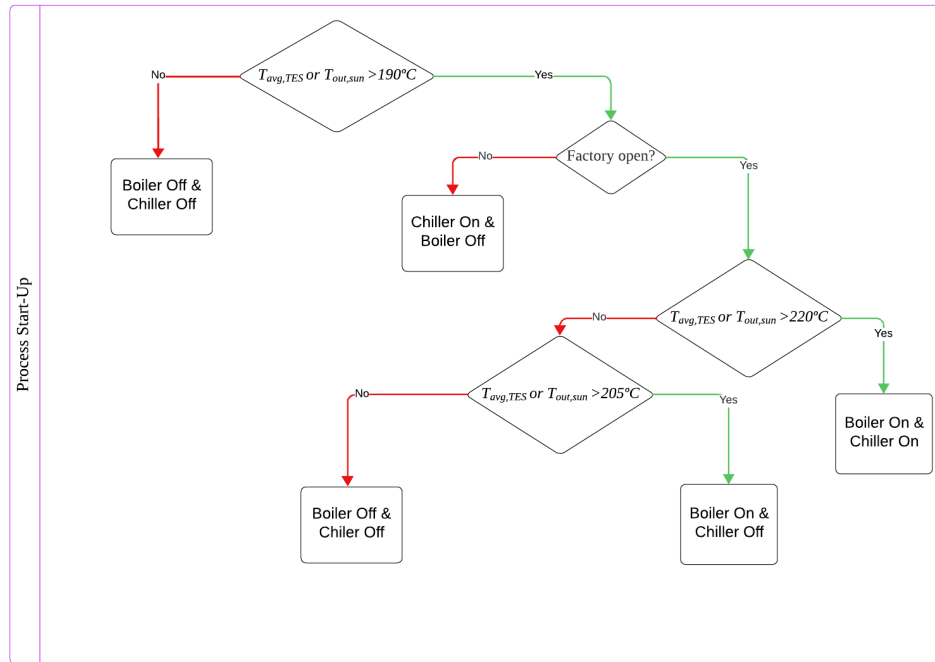 Process Start-Up
T_avg,TES or T_out,sun >190ºC
No
Yes
Boiler Off &
Chiller Off
Factory open?
No
Yes
Chiller On &
Boiler Off
T_avg,TES or T_out,sun >220ºC
No
Yes
Boiler On &
Chiller On
T_avg,TES or T_out,sun >205ºC
No
Yes
Boiler Off &
Chiler Off
Boiler On &
Chiller Off